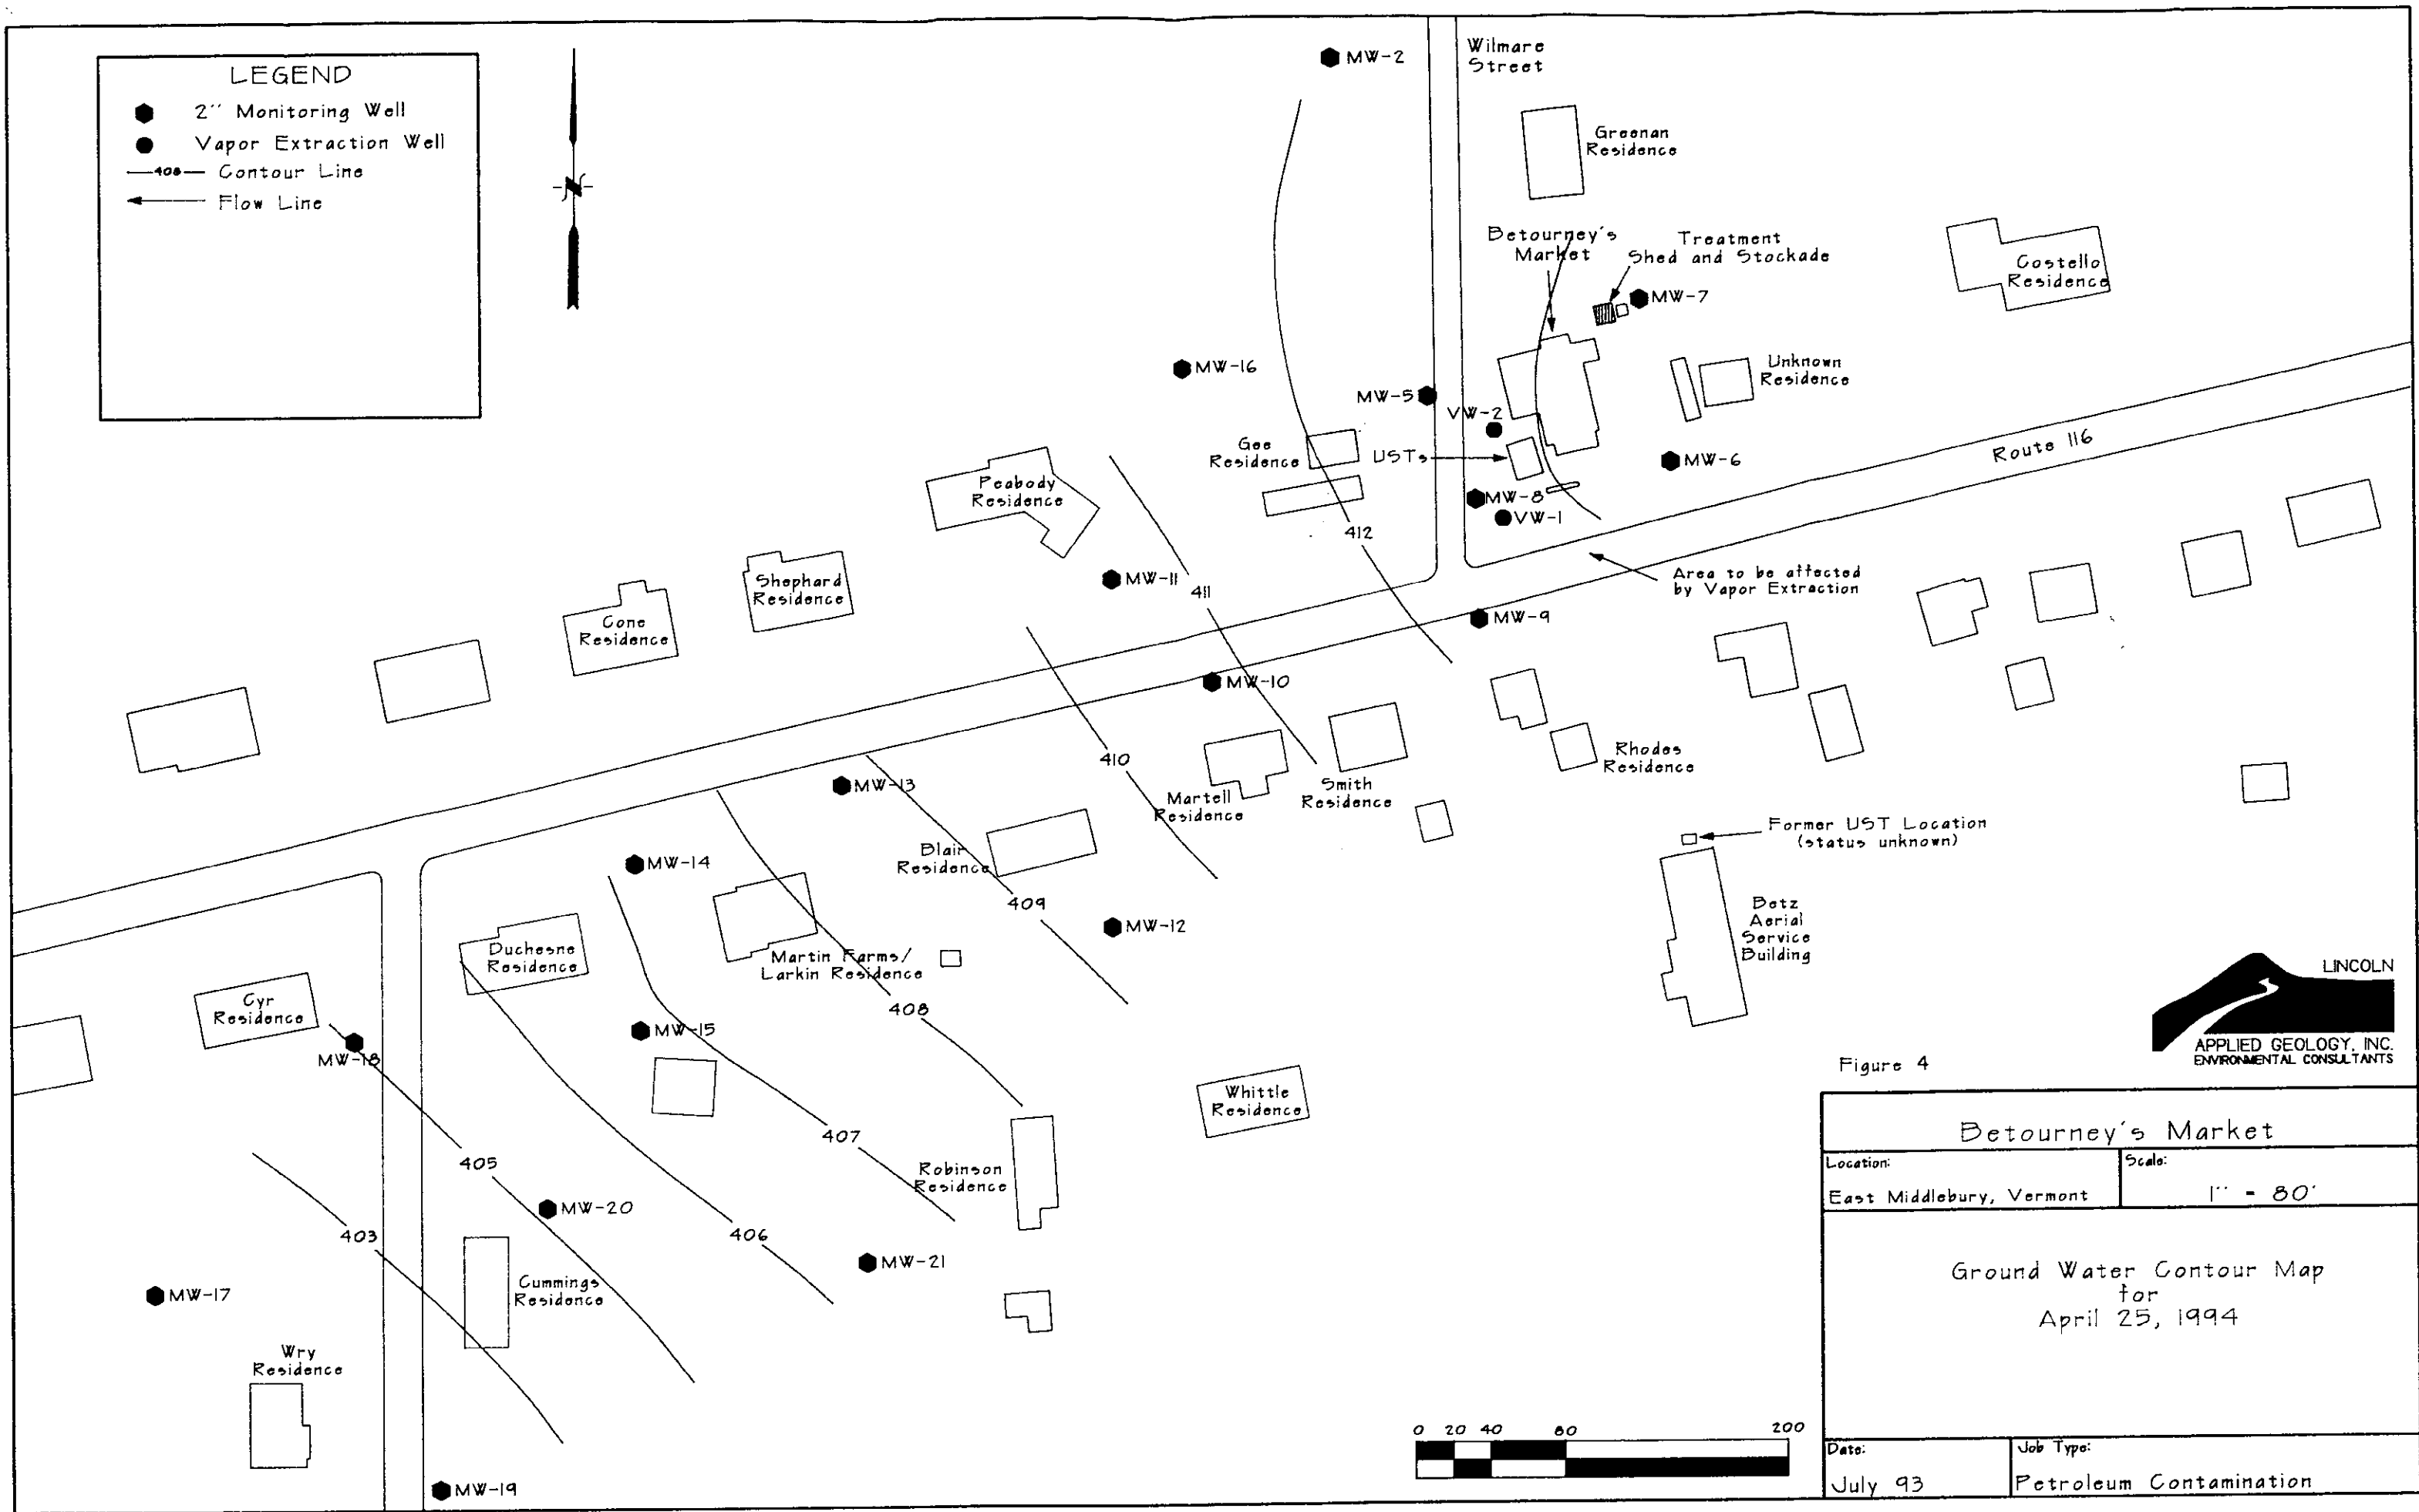 LEGEND
2'' Monitoring Well
Vapor Extraction Well
408 Contour Line
Flow Line
N
MW-2
Wilmare
Street
Greenan
Residence
Betourney's
Market
Treatment
Shed and Stockade
MW-7
Costello
Residence
MW-16
MW-5
VW-2
Unknown
Residence
Gee
Residence
USTs
MW-6
Route 116
Peabody
Residence
MW-8
VW-1
412
MW-11
411
Area to be affected
by Vapor Extraction
Shephard
Residence
Cone
Residence
MW-9
MW-10
410
MW-13
Martell
Residence
Smith
Residence
Rhodes
Residence
Former UST Location
(status unknown)
MW-14
Blair
Residence
409
MW-12
Betz
Aerial
Service
Building
Duchesne
Residence
Martin Farms/
Larkin Residence
408
Cyr
Residence
MW-18
MW-15
407
Whittle
Residence
405
Robinson
Residence
MW-20
406
403
MW-21
MW-17
Cummings
Residence
Wry
Residence
MW-19
0 20 40 80 200
LINCOLN
APPLIED GEOLOGY, INC.
ENVIRONMENTAL CONSULTANTS
Figure 4
Betourney's Market
Location:
East Middlebury, Vermont
Scale:
1'' = 80'
Ground Water Contour Map
for
April 25, 1994
Date:
July 93
Job Type:
Petroleum Contamination